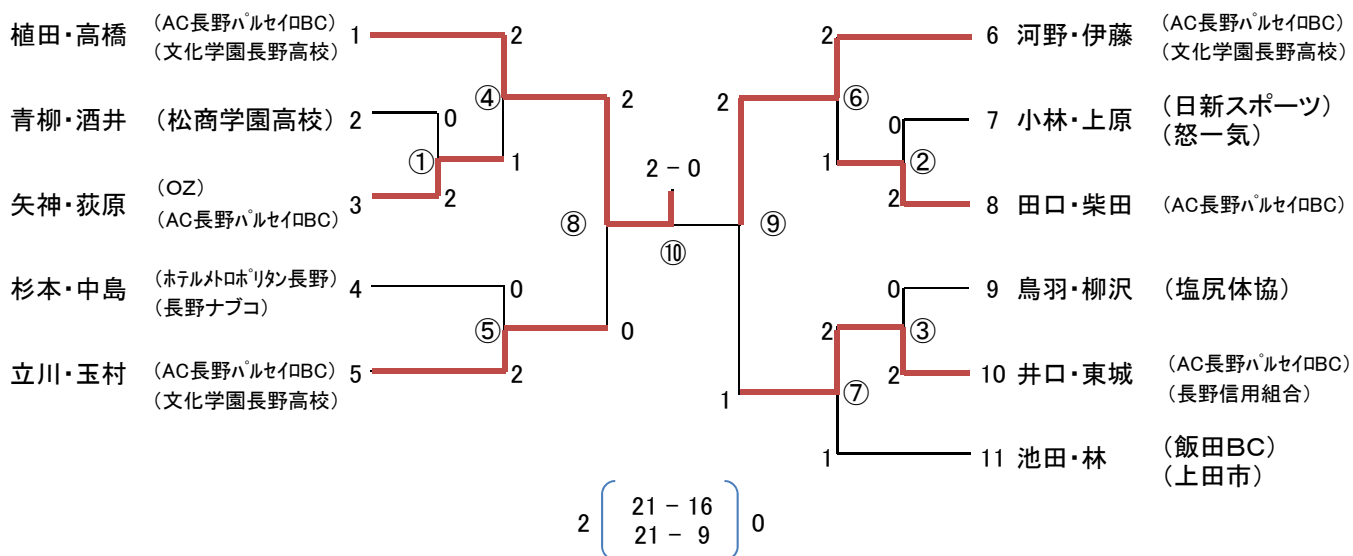 植田・高橋 (AC長野パルセイロBC) 1 2
(文化学園長野高校)
④ 2
青柳・酒井 (松商学園高校) 2 0
① 1
矢神・荻原 (OZ) 3 2
(AC長野パルセイロBC)
⑧
杉本・中島 (ホテルメトロポリタン長野) 4 0
(長野ナブコ)
⑤ 0
立川・玉村 (AC長野パルセイロBC) 5 2
(文化学園長野高校)
2 − 0
⑩
2 6 河野・伊藤 (AC長野パルセイロBC)
(文化学園長野高校)
2 ⑥
0 7 小林・上原 (日新スポーツ)
(怒一気)
1 ②
2 8 田口・柴田 (AC長野パルセイロBC)
⑨
0 9 鳥羽・柳沢 (塩尻体協)
2 ③
2 10 井口・東城 (AC長野パルセイロBC)
(長野信用組合)
1 ⑦
1 11 池田・林 (飯田BC)
(上田市)
21 − 16
2 0
21 − 9